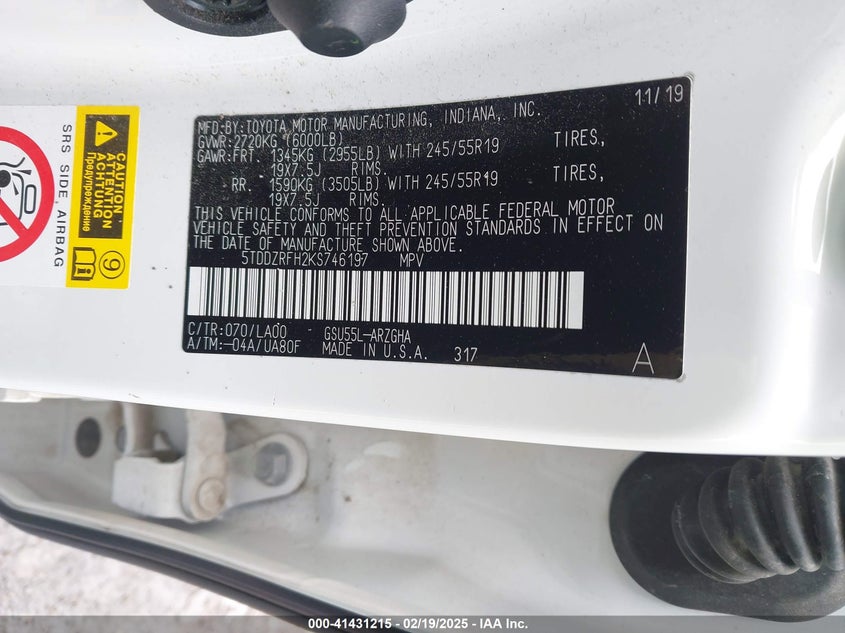 MFD.BY:TOYOTA MOTOR MANUFACTURING, INDIANA, INC. 11/19
GVWR:2720KG (6000LB)
GAWR:FRT. 1345KG (2955LB) WITH 245/55R19 TIRES,
19X7.5J RIMS.
RR. 1590KG (3505LB) WITH 245/55R19 TIRES,
19X7.5J RIMS.
THIS VEHICLE CONFORMS TO ALL APPLICABLE FEDERAL MOTOR
VEHICLE SAFETY AND THEFT PREVENTION STANDARDS IN EFFECT ON
THE DATE OF MANUFACTURE SHOWN ABOVE.
5TDDZRFH2KS746197 MPV
C/TR:070/LA00 GSU55L-ARZGHA
A/TM:-04A/UA80F MADE IN U.S.A. 317 A
SRS SIDE AIRBAG
CAUTION
ATTENTION
ACHTUNG
Предупреждение
9
000-41431215 - 02/19/2025 - IAA Inc.